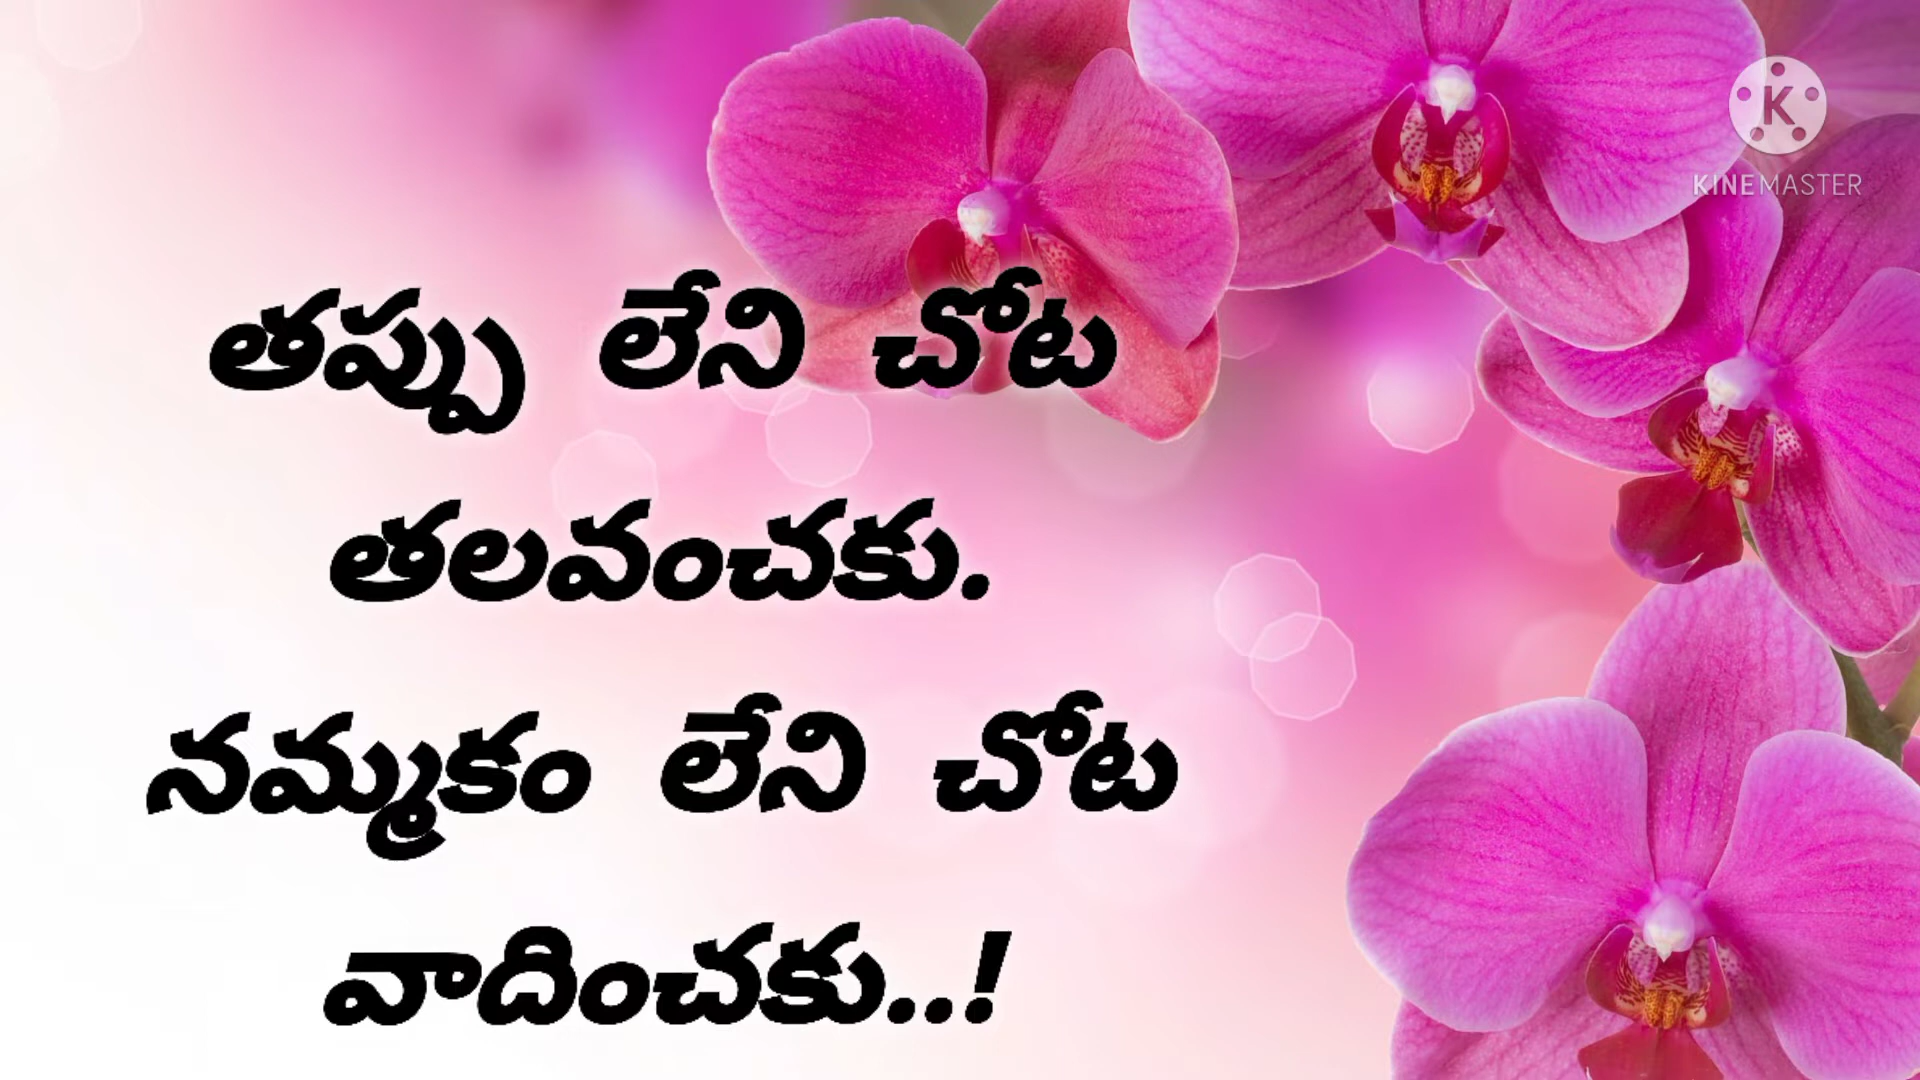 KINEMASTER
తప్పు లేని చోట
తలవంచకు.
నమ్మకం లేని చోట
వాదించకు..!